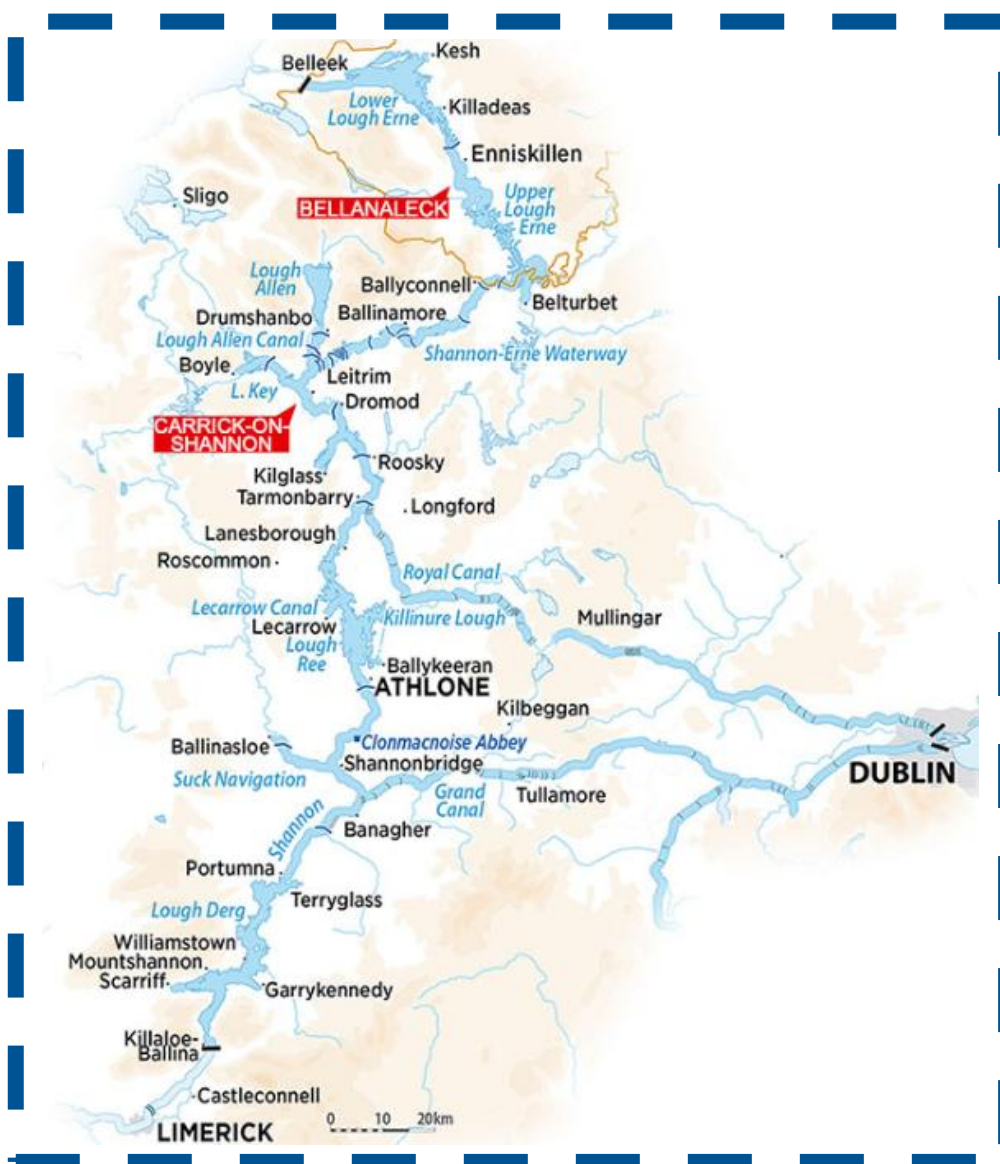 Kesh
Belleek
Lower
Lough Erne
Killadeas
Enniskillen
Sligo
BELLANALECK
Upper
Lough
Erne
Lough
Allen
Ballyconnell
Belturbet
Drumshanbo
Ballinamore
Lough Allen Canal
Shannon-Erne Waterway
Boyle
Leitrim
L. Key
Dromod
CARRICK-ON-
SHANNON
Roosky
Kilglass
Tarmonbarry
Longford
Lanesborough
Roscommon
Royal Canal
Lecarrow Canal
Killinure Lough
Mullingar
Lecarrow
Lough
Ree
Ballykeeran
ATHLONE
Kilbeggan
Clonmacnoise Abbey
Ballinasloe
Shannonbridge
DUBLIN
Suck Navigation
Grand
Canal
Tullamore
Shannon
Banagher
Portumna
Terryglass
Lough Derg
Williamstown
Mountshannon
Scarriff
Garrykennedy
Killaloe-
Ballina
Castleconnell
0 10 20km
LIMERICK